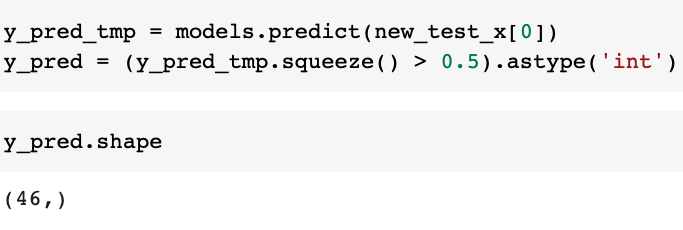 y_pred_tmp = models.predict(new_test_x[0])
y_pred = (y_pred_tmp.squeeze() > 0.5).astype('int')
y_pred.shape
(46,)